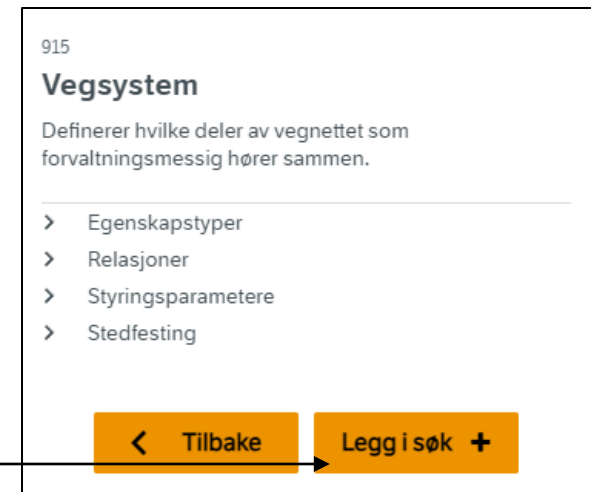 915
Vegsystem
Definerer hvilke deler av vegnettet som
forvaltningsmessig hører sammen.
Egenskapstyper
Relasjoner
Styringsparametere
Stedfesting
Tilbake
Legg i søk +